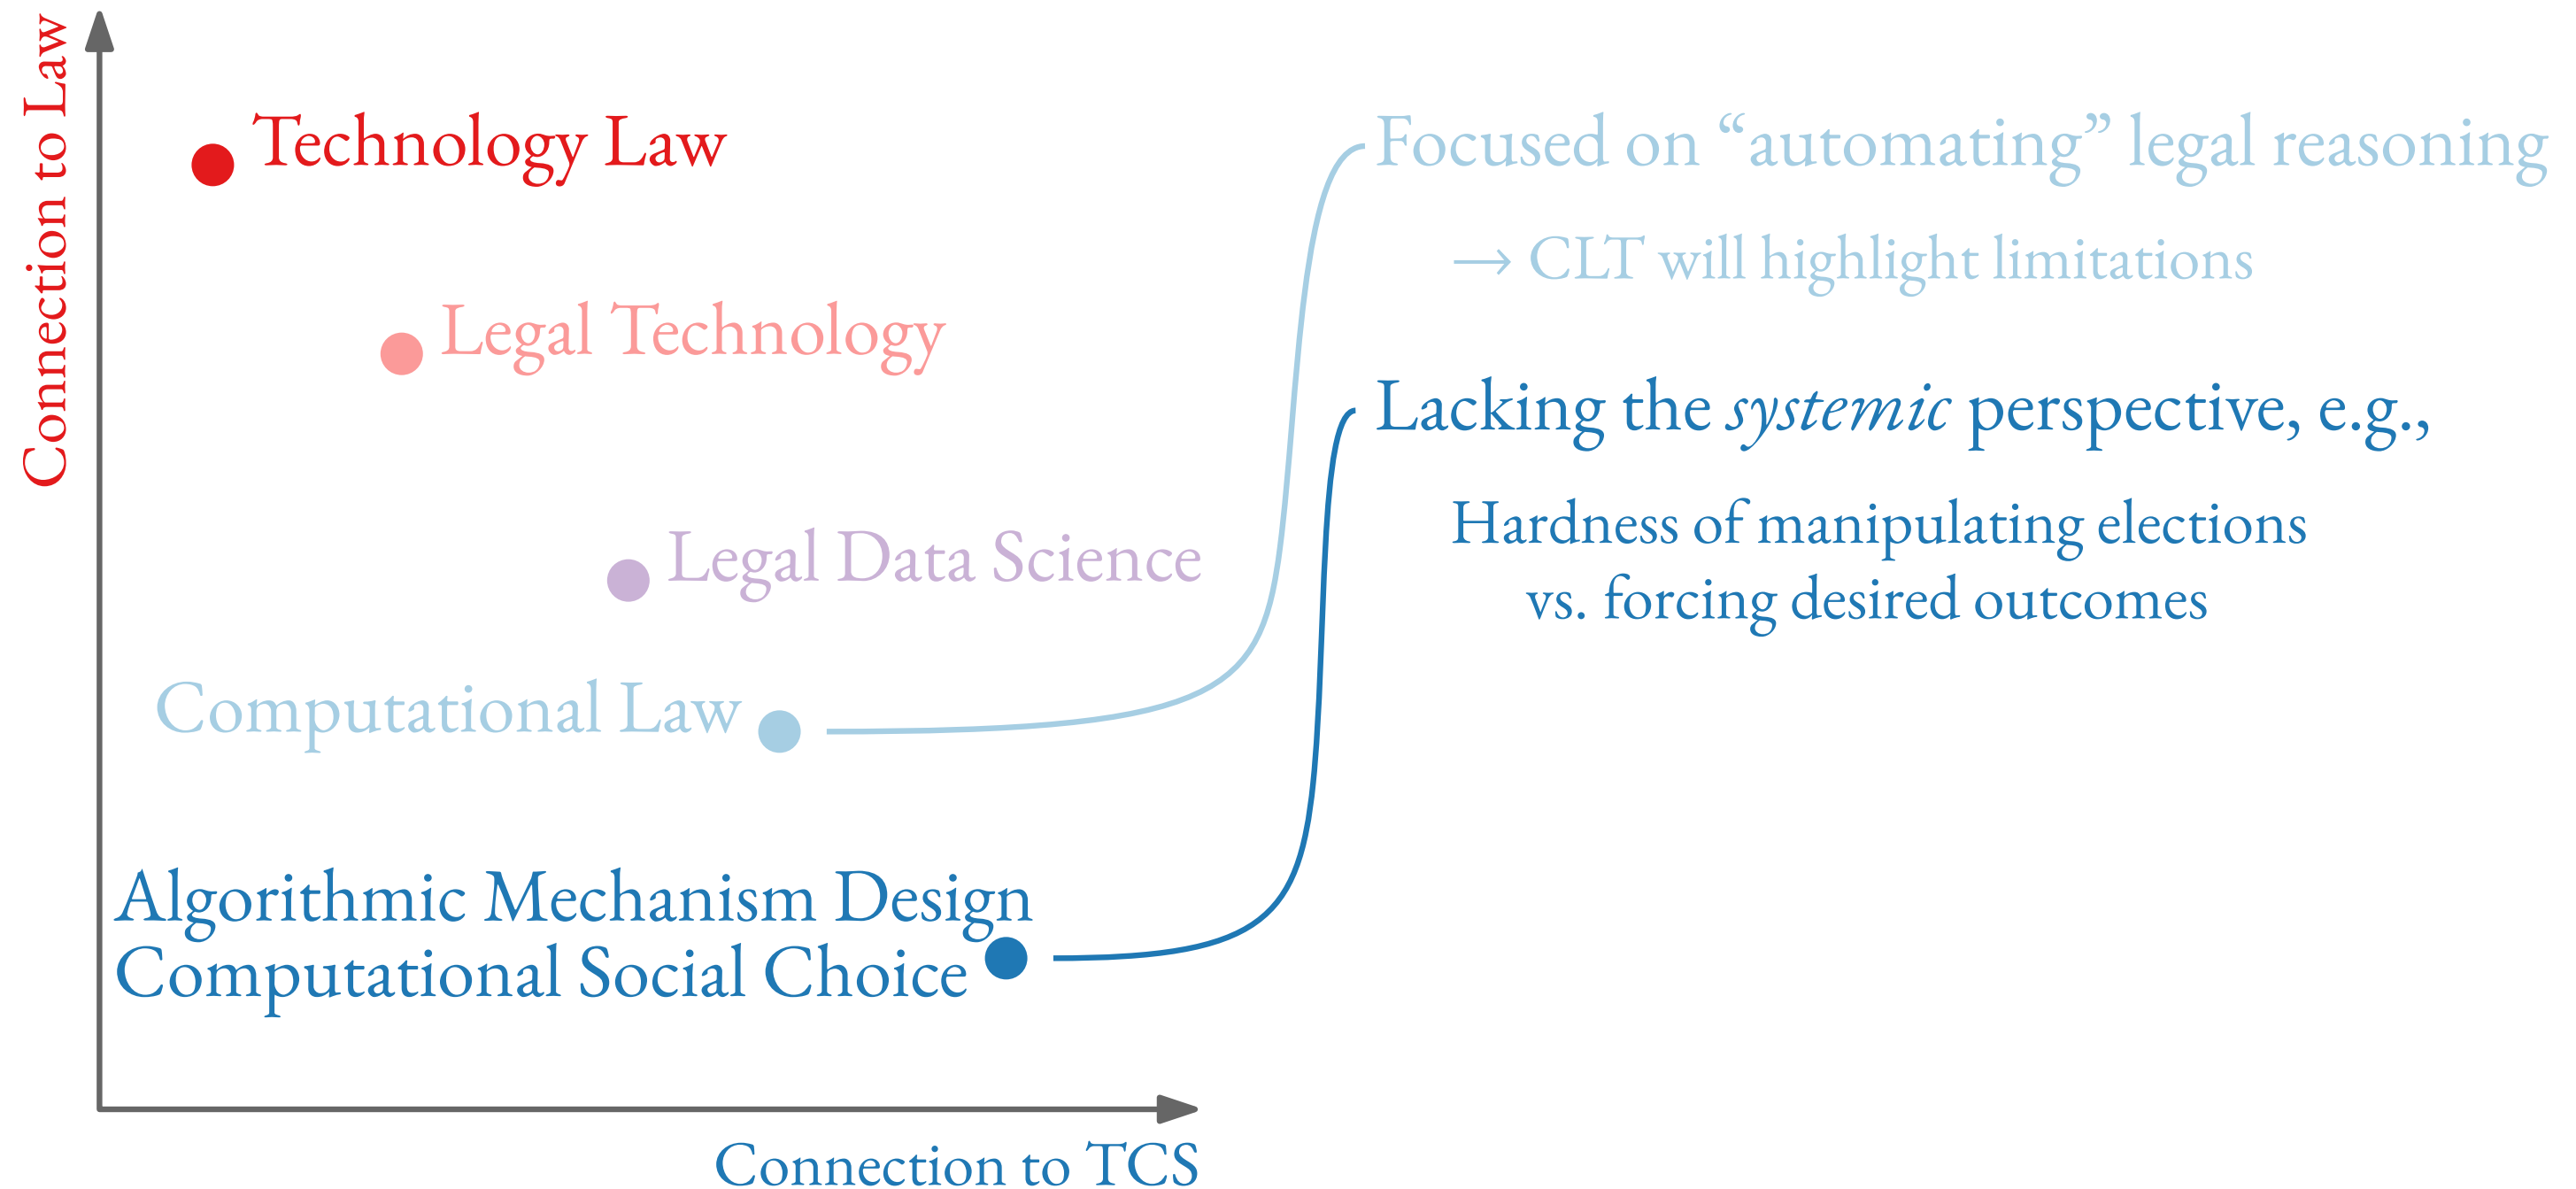 Connection to Law
Technology Law
Legal Technology
Legal Data Science
Computational Law
Algorithmic Mechanism Design
Computational Social Choice
Connection to TCS
Focused on “automating” legal reasoning
→ CLT will highlight limitations
Lacking the systemic perspective, e.g.,
Hardness of manipulating elections
vs. forcing desired outcomes